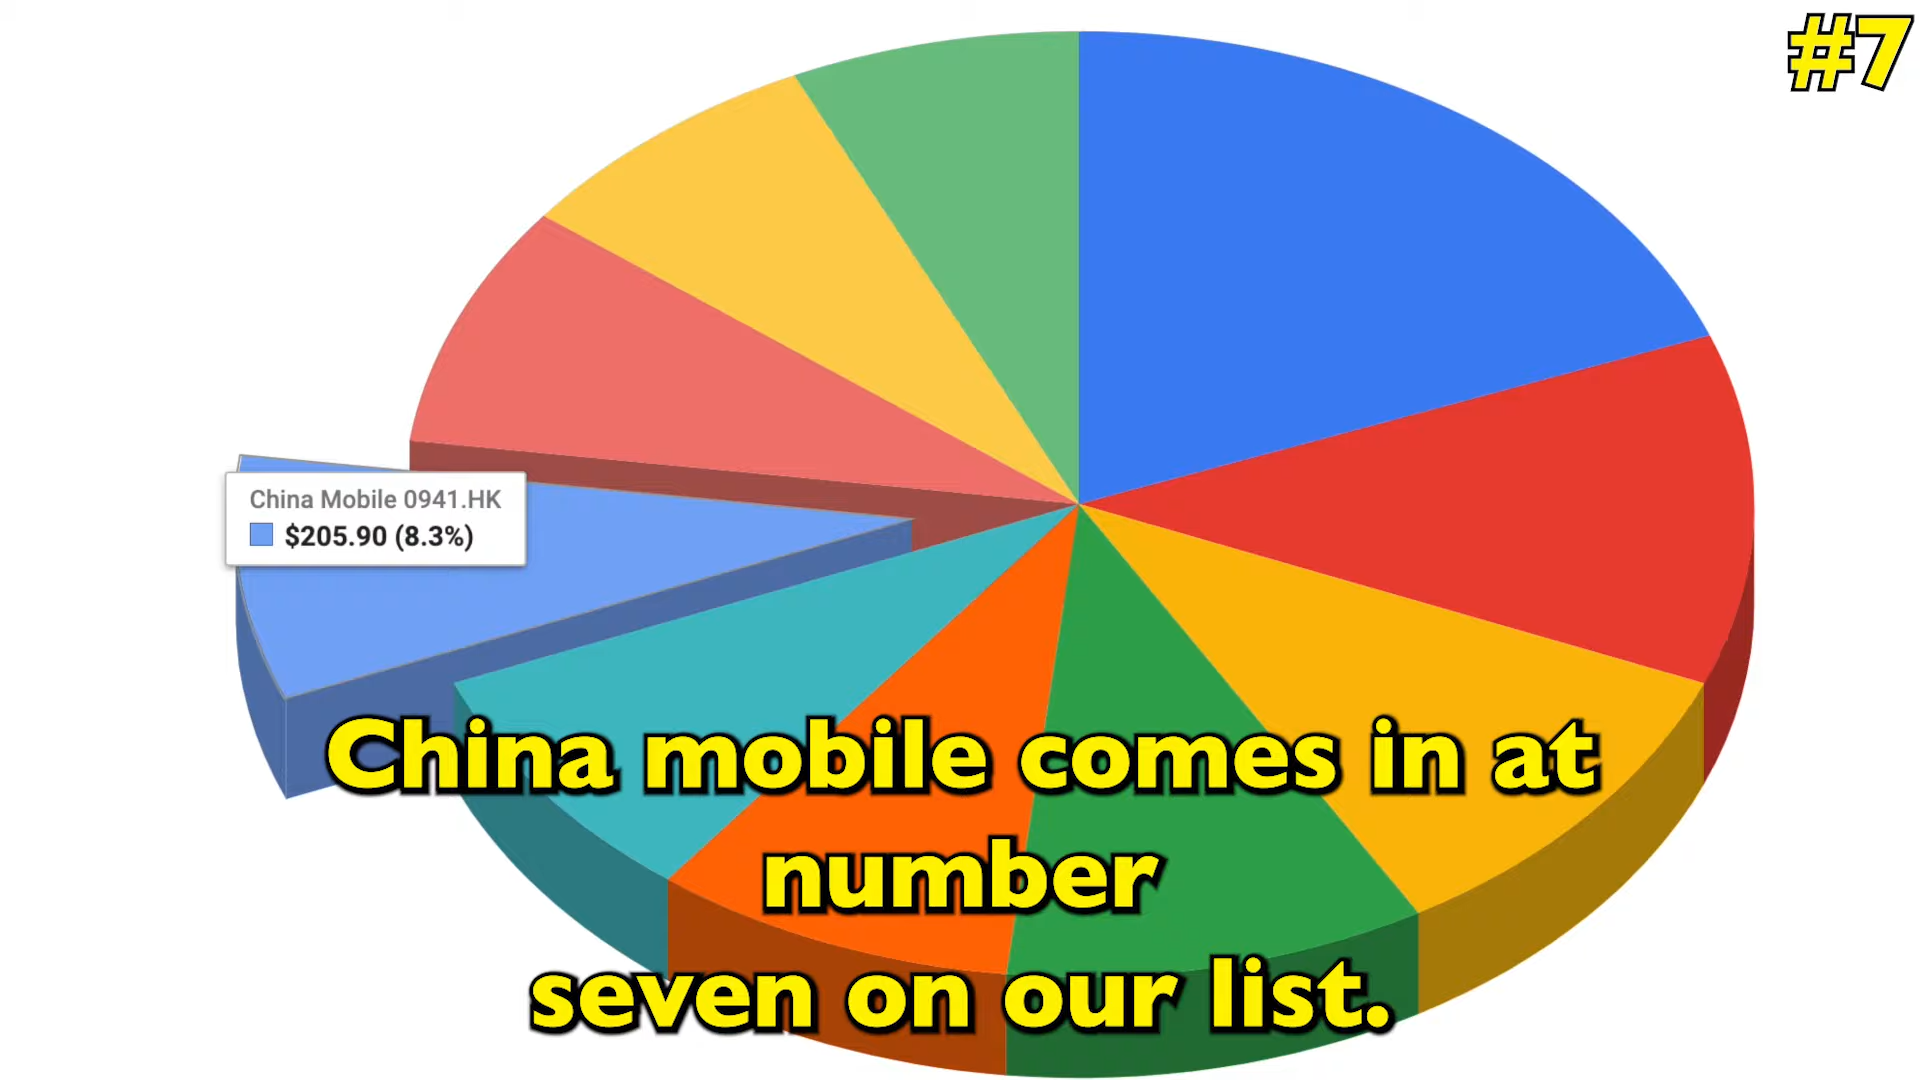 #7
China Mobile 0941.HK
$205.90 (8.3%)
China mobile comes in at
number
seven on our list.